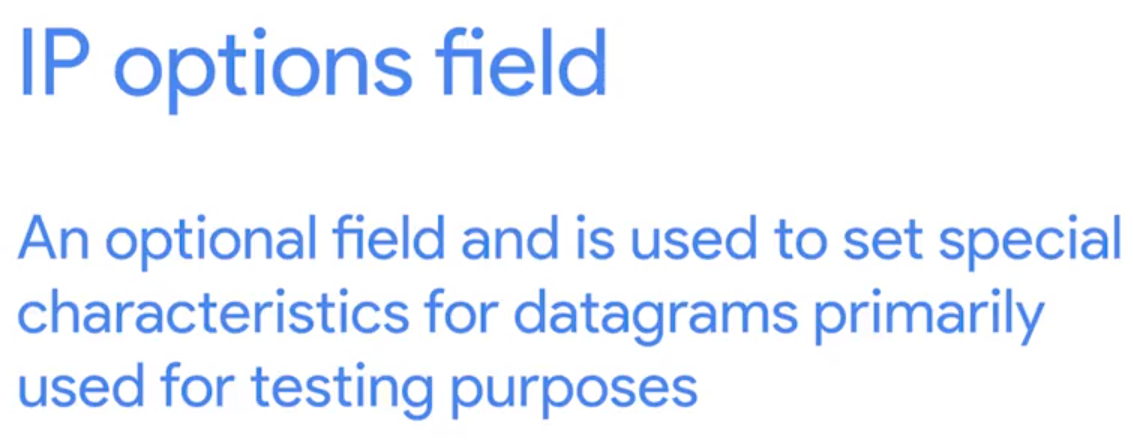 IP options field
An optional field and is used to set special
characteristics for datagrams primarily
used for testing purposes